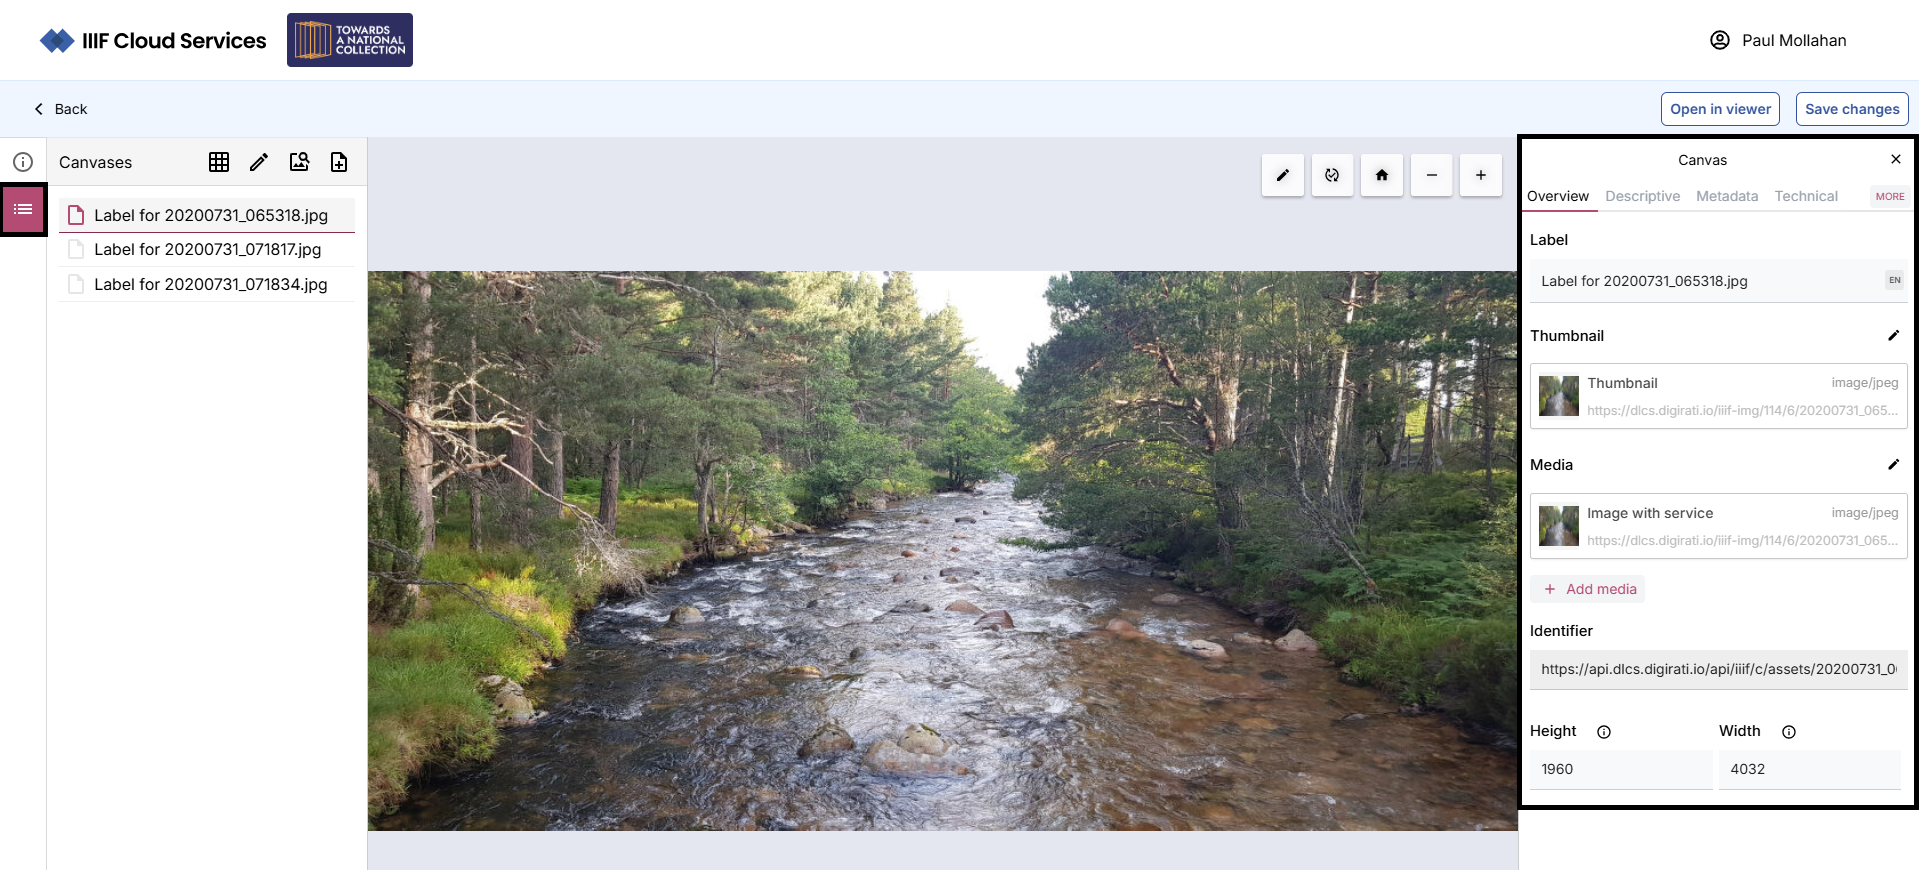 IIIF Cloud Services
TOWARDS
A NATIONAL
COLLECTION
Paul Mollahan
Back
Open in viewer
Save changes
Canvases
Label for 20200731_065318.jpg
Label for 20200731_071817.jpg
Label for 20200731_071834.jpg
Canvas
Overview Descriptive Metadata Technical MORE
Label
Label for 20200731_065318.jpg EN
Thumbnail
Thumbnail image/jpeg
https://dlcs.digirati.io/iiif-img/114/6/20200731_065...
Media
Image with service image/jpeg
https://dlcs.digirati.io/iiif-img/114/6/20200731_065...
Add media
Identifier
https://api.dlcs.digirati.io/api/iiif/c/assets/20200731_0
Height Width
1960 4032